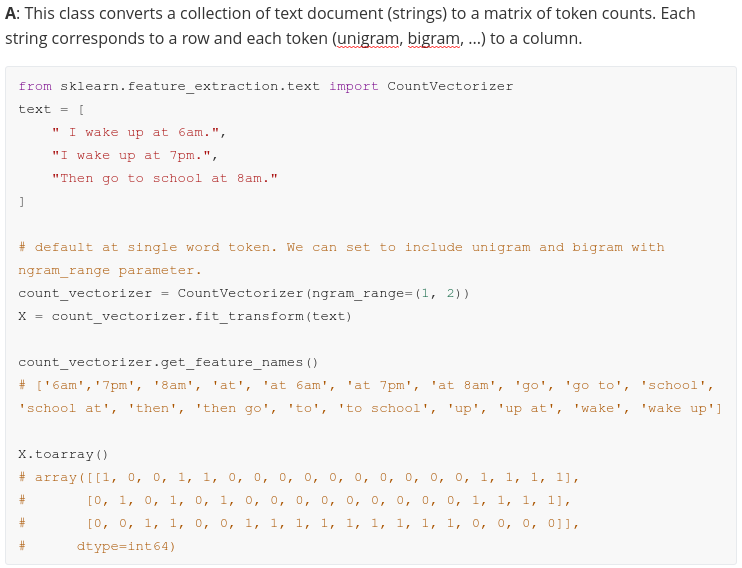 A: This class converts a collection of text document (strings) to a matrix of token counts. Each
string corresponds to a row and each token (unigram, bigram, ...) to a column.
from sklearn.feature_extraction.text import CountVectorizer
text = [
    " I wake up at 6am.",
    "I wake up at 7pm.",
    "Then go to school at 8am."
]
# default at single word token. We can set to include unigram and bigram with
ngram_range parameter.
count_vectorizer = CountVectorizer(ngram_range=(1, 2))
X = count_vectorizer.fit_transform(text)
count_vectorizer.get_feature_names()
# ['6am','7pm', '8am', 'at', 'at 6am', 'at 7pm', 'at 8am', 'go', 'go to', 'school',
'school at', 'then', 'then go', 'to', 'to school', 'up', 'up at', 'wake', 'wake up']
X.toarray()
# array([[1, 0, 0, 1, 1, 0, 0, 0, 0, 0, 0, 0, 0, 0, 0, 1, 1, 1, 1],
#       [0, 1, 0, 1, 0, 1, 0, 0, 0, 0, 0, 0, 0, 0, 0, 1, 1, 1, 1],
#       [0, 0, 1, 1, 0, 0, 1, 1, 1, 1, 1, 1, 1, 1, 1, 0, 0, 0, 0]],
#      dtype=int64)